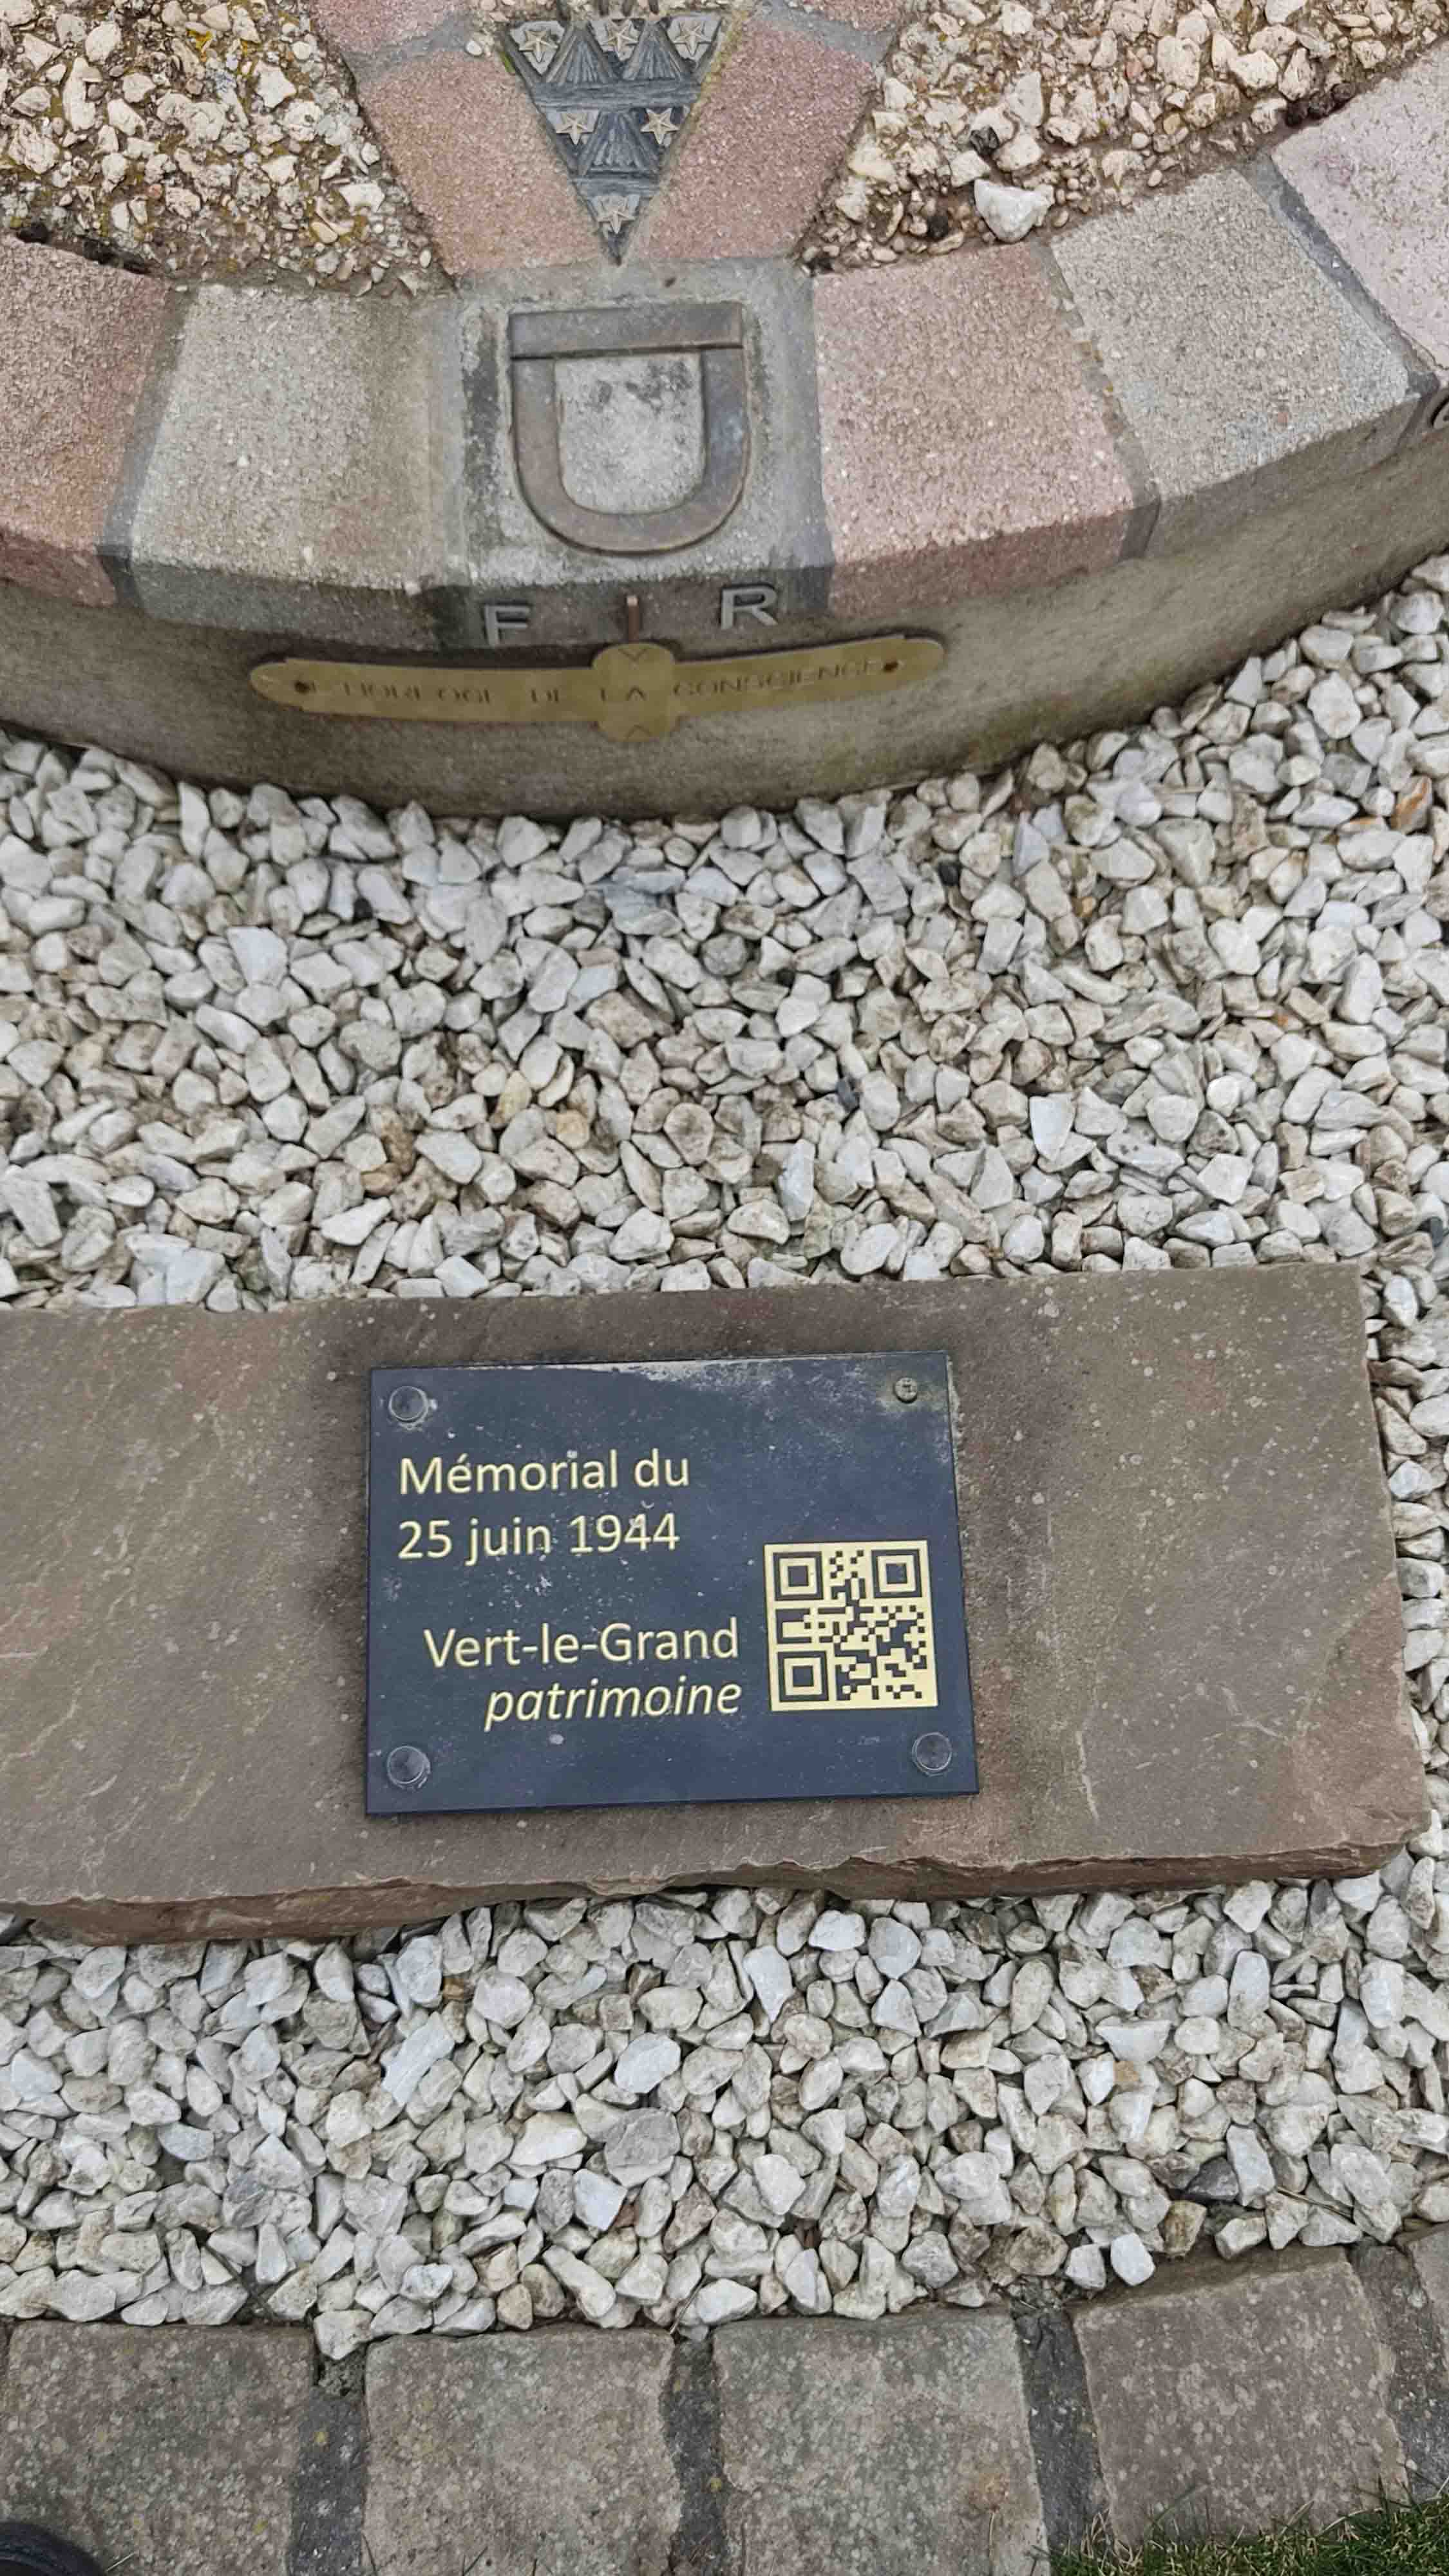 D
F I R
L'HORLOGE DE LA CONSCIENCE
Mémorial du
25 juin 1944
Vert-le-Grand
patrimoine